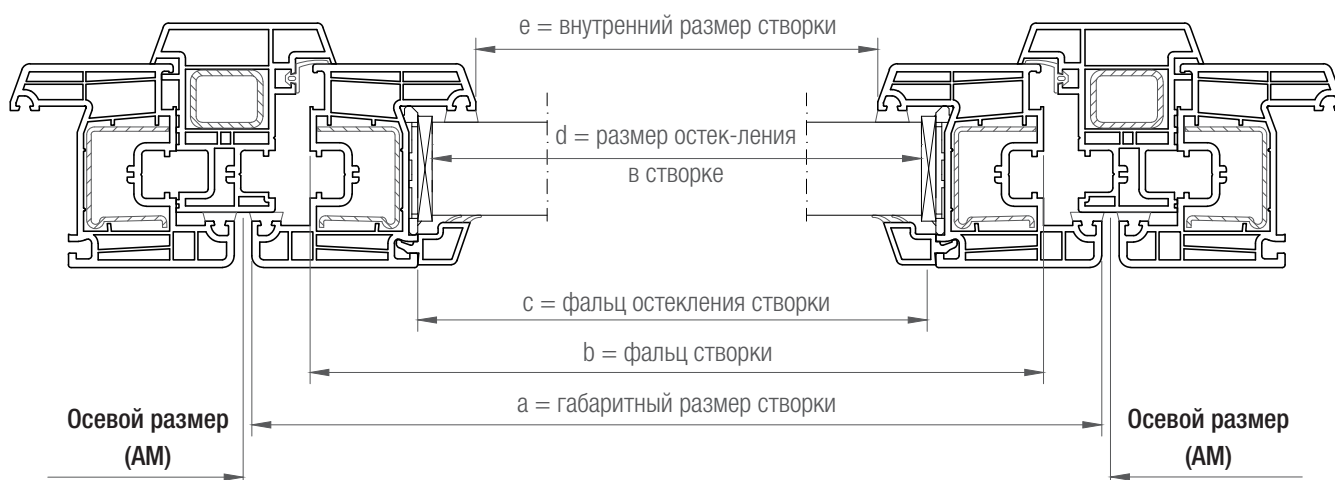 e = внутренний размер створки
d = размер остек-ления
в створке
c = фальц остекления створки
b = фальц створки
a = габаритный размер створки
Осевой размер
(AM)
Осевой размер
(AM)